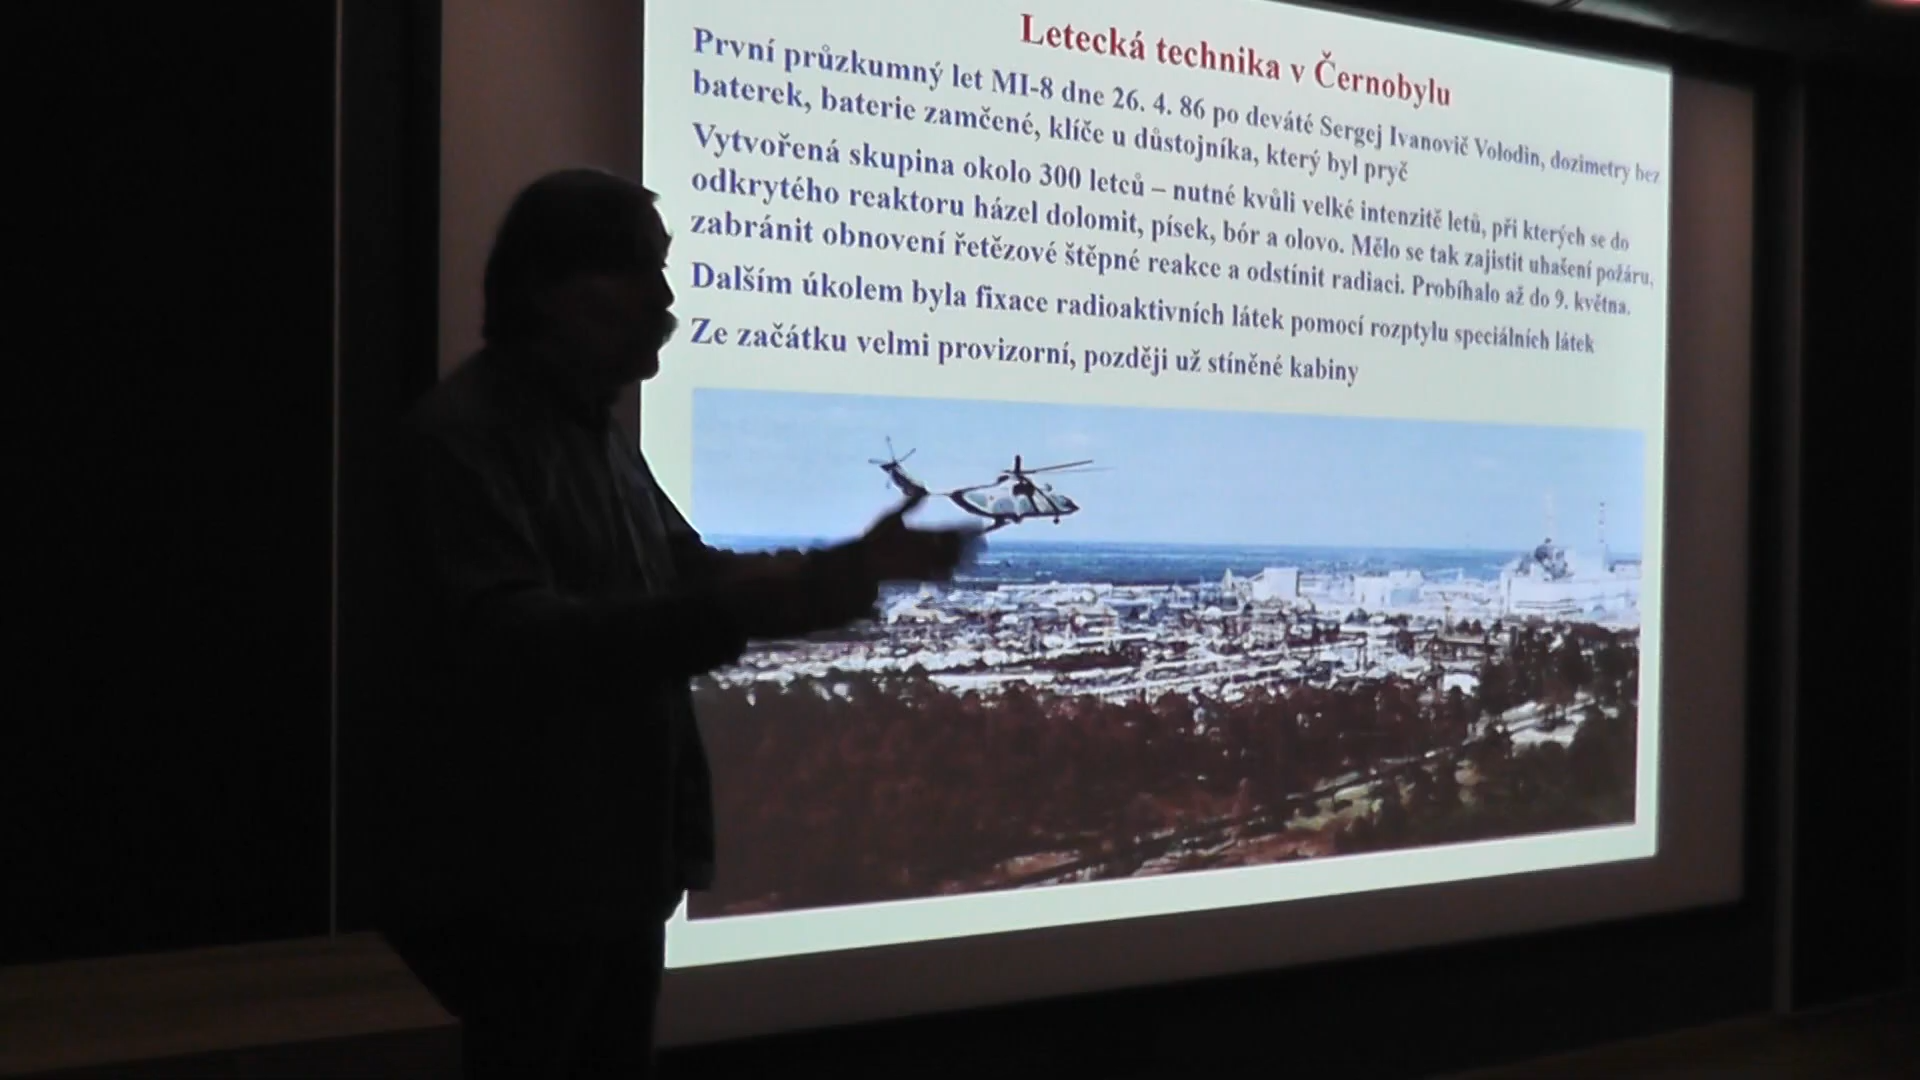 Letecká technika v Černobylu
První průzkumný let MI-8 dne 26. 4. 86 po deváté Sergej Ivanovič Volodin, dozimetry bez
baterek, baterie zamčené, klíče u důstojníka, který byl pryč
Vytvořená skupina okolo 300 letců – nutné kvůli velké intenzitě letů, při kterých se do
odkrytého reaktoru házel dolomit, písek, bór a olovo. Mělo se tak zajistit uhašení požáru,
zabránit obnovení řetězové štěpné reakce a odstínit radiaci. Probíhalo až do 9. května.
Dalším úkolem byla fixace radioaktivních látek pomocí rozptylu speciálních látek
Ze začátku velmi provizorní, později už stíněné kabiny